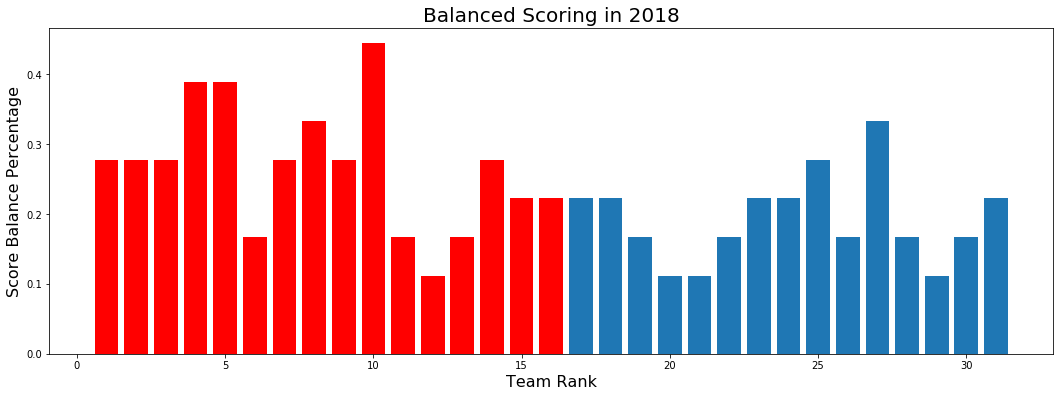 Balanced Scoring in 2018
Score Balance Percentage
0.4
0.3
0.2
0.1
0.0
0 5 10 15 20 25 30
Team Rank